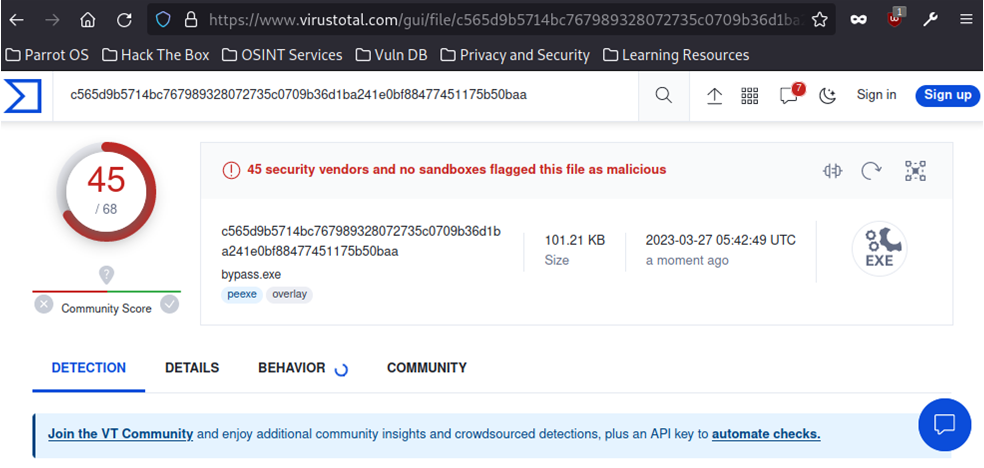 https://www.virustotal.com/gui/file/c565d9b5714bc767989328072735c0709b36d1ba
1
Parrot OS Hack The Box OSINT Services Vuln DB Privacy and Security Learning Resources
c565d9b5714bc767989328072735c0709b36d1ba241e0bf88477451175b50baa
7
Sign in Sign up
45
/ 68
? 
Community Score
45 security vendors and no sandboxes flagged this file as malicious
c565d9b5714bc767989328072735c0709b36d1b
a241e0bf88477451175b50baa
bypass.exe
peexe overlay
101.21 KB
Size
2023-03-27 05:42:49 UTC
a moment ago
EXE
DETECTION DETAILS BEHAVIOR COMMUNITY
Join the VT Community and enjoy additional community insights and crowdsourced detections, plus an API key to automate checks.